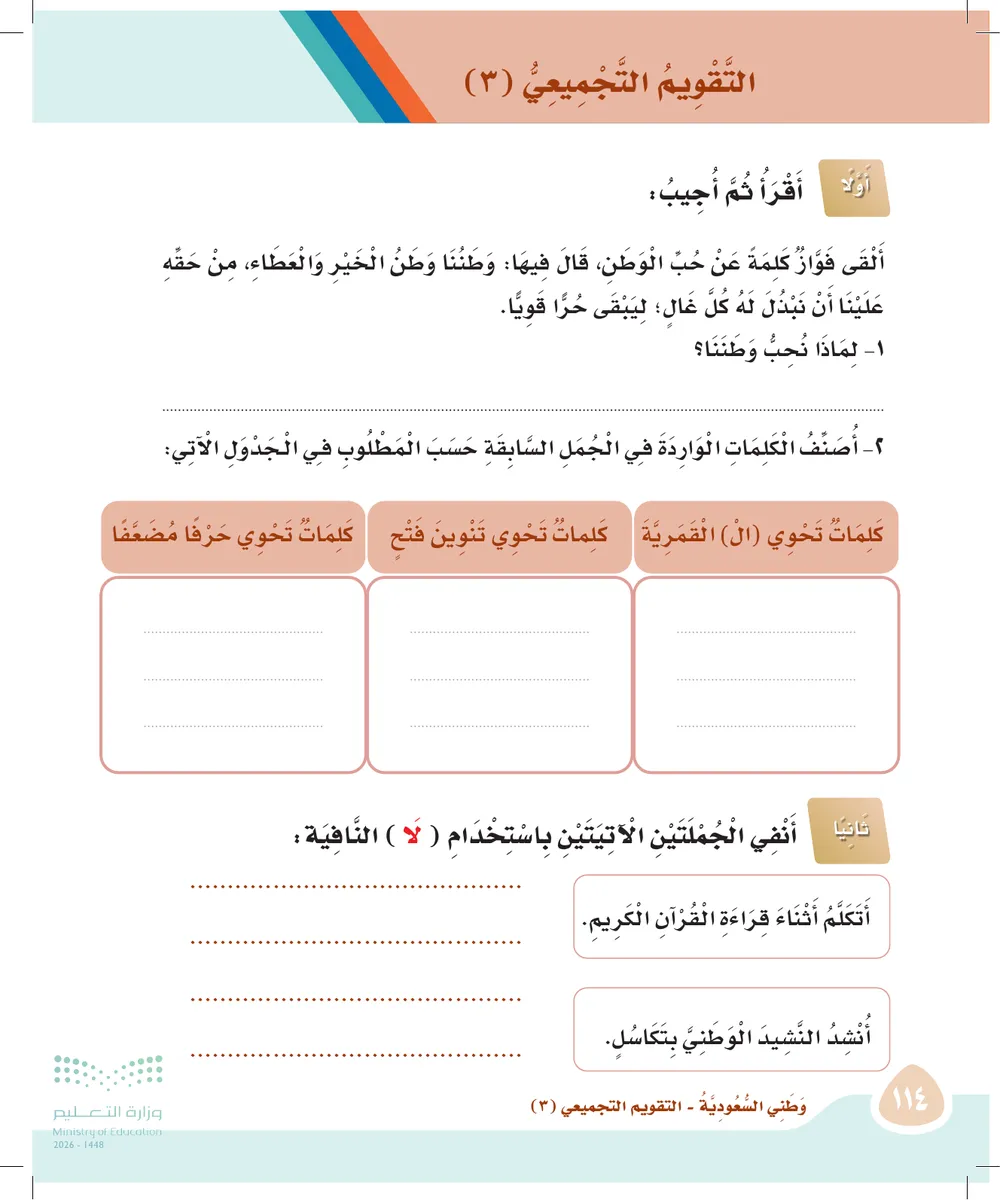 التَّقْوِيمُ التَّجْمِيعِيُّ (٣)
أَوَّلًا
أَقْرَأُ ثُمَّ أُجِيبُ:
أَلْقَى فَوَّازٌ كَلِمَةً عَنْ حُبِّ الْوَطَنِ، قَالَ فِيهَا: وَطَنُنَا وَطَنُ الْخَيْرِ وَالْعَطَاءِ، مِنْ حَقِّهِ
عَلَيْنَا أَنْ نَبْذُلَ لَهُ كُلَّ غَالٍ؛ لِيَبْقَى حُرًّا قَوِيًّا.
١- لِمَاذَا نُحِبُّ وَطَنَنَا؟
٢- أُصَنِّفُ الْكَلِمَاتِ الْوَارِدَةَ فِي الْجُمَلِ السَّابِقَةِ حَسَبَ الْمَطْلُوبِ فِي الْجَدْوَلِ الْآتِي:
كَلِمَاتٌ تَحْوِي (الْ) الْقَمَرِيَّةَ
كَلِماتٌ تَحْوِي تَنْوِينَ فَتْحٍ
كَلِمَاتٌ تَحْوِي حَرْفًا مُضَعَّفًا
ثَانِيًا
أَنْفِي الْجُمْلَتَيْنِ الْآتِيَتَيْنِ بِاسْتِخْدَامِ ( لَا ) النَّافِيَة:
أَتَكَلَّمُ أَثْنَاءَ قِرَاءَةِ الْقُرْآنِ الْكَرِيمِ.
أُنْشِدُ النَّشِيدَ الْوَطَنِيَّ بِتَكَاسُلٍ.
وَطَنِي السُّعُودِيَّةُ - التقويم التجميعي (٣)
١١٤
وزارة التعليم
Ministry of Education
2026 - 1448